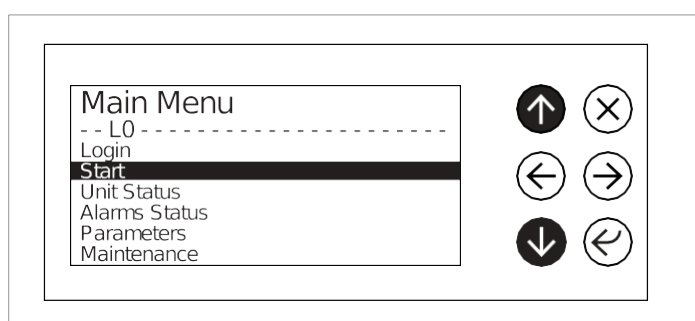 Main Menu
- - L0 - - - - - - - - - - - - - - - - - - - - - -
Login
Start
Unit Status
Alarms Status
Parameters
Maintenance